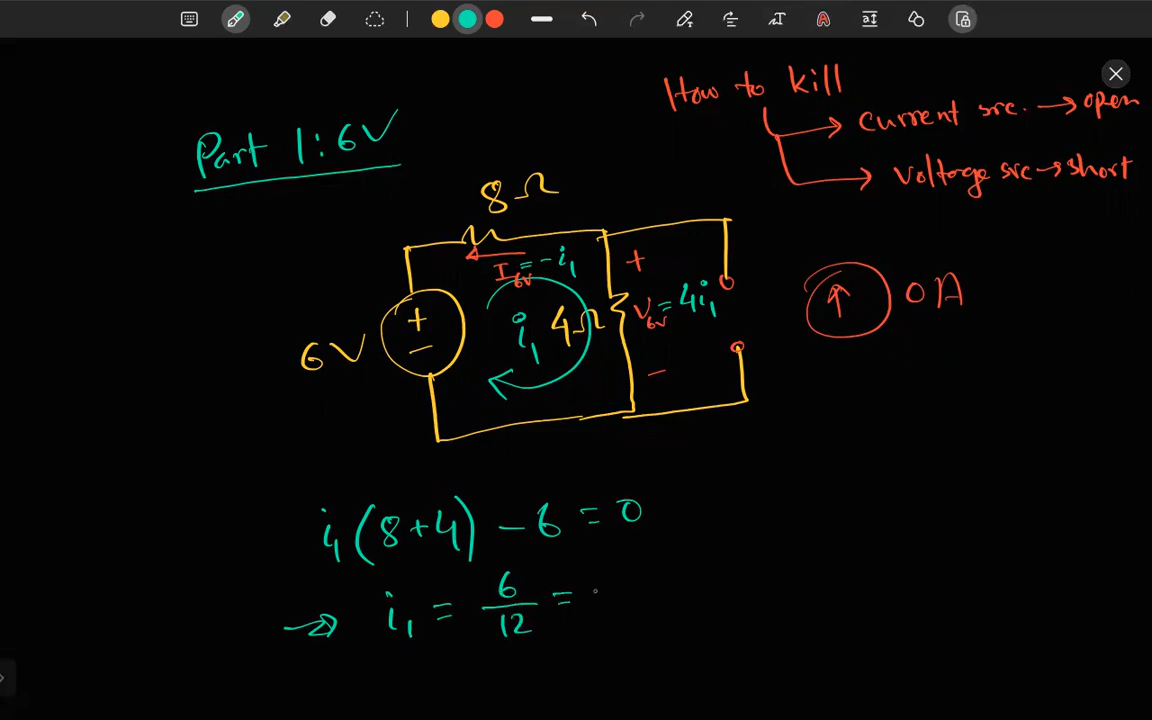 How to kill
Current src. → open
Voltage src → short
Part 1: 6V
8Ω
I6V = -i1
+
V6V = 4i1
-
4Ω
i1
+
-
6V
↑ 0A
i1(8+4) - 6 = 0
→ i1 = 6/12 =